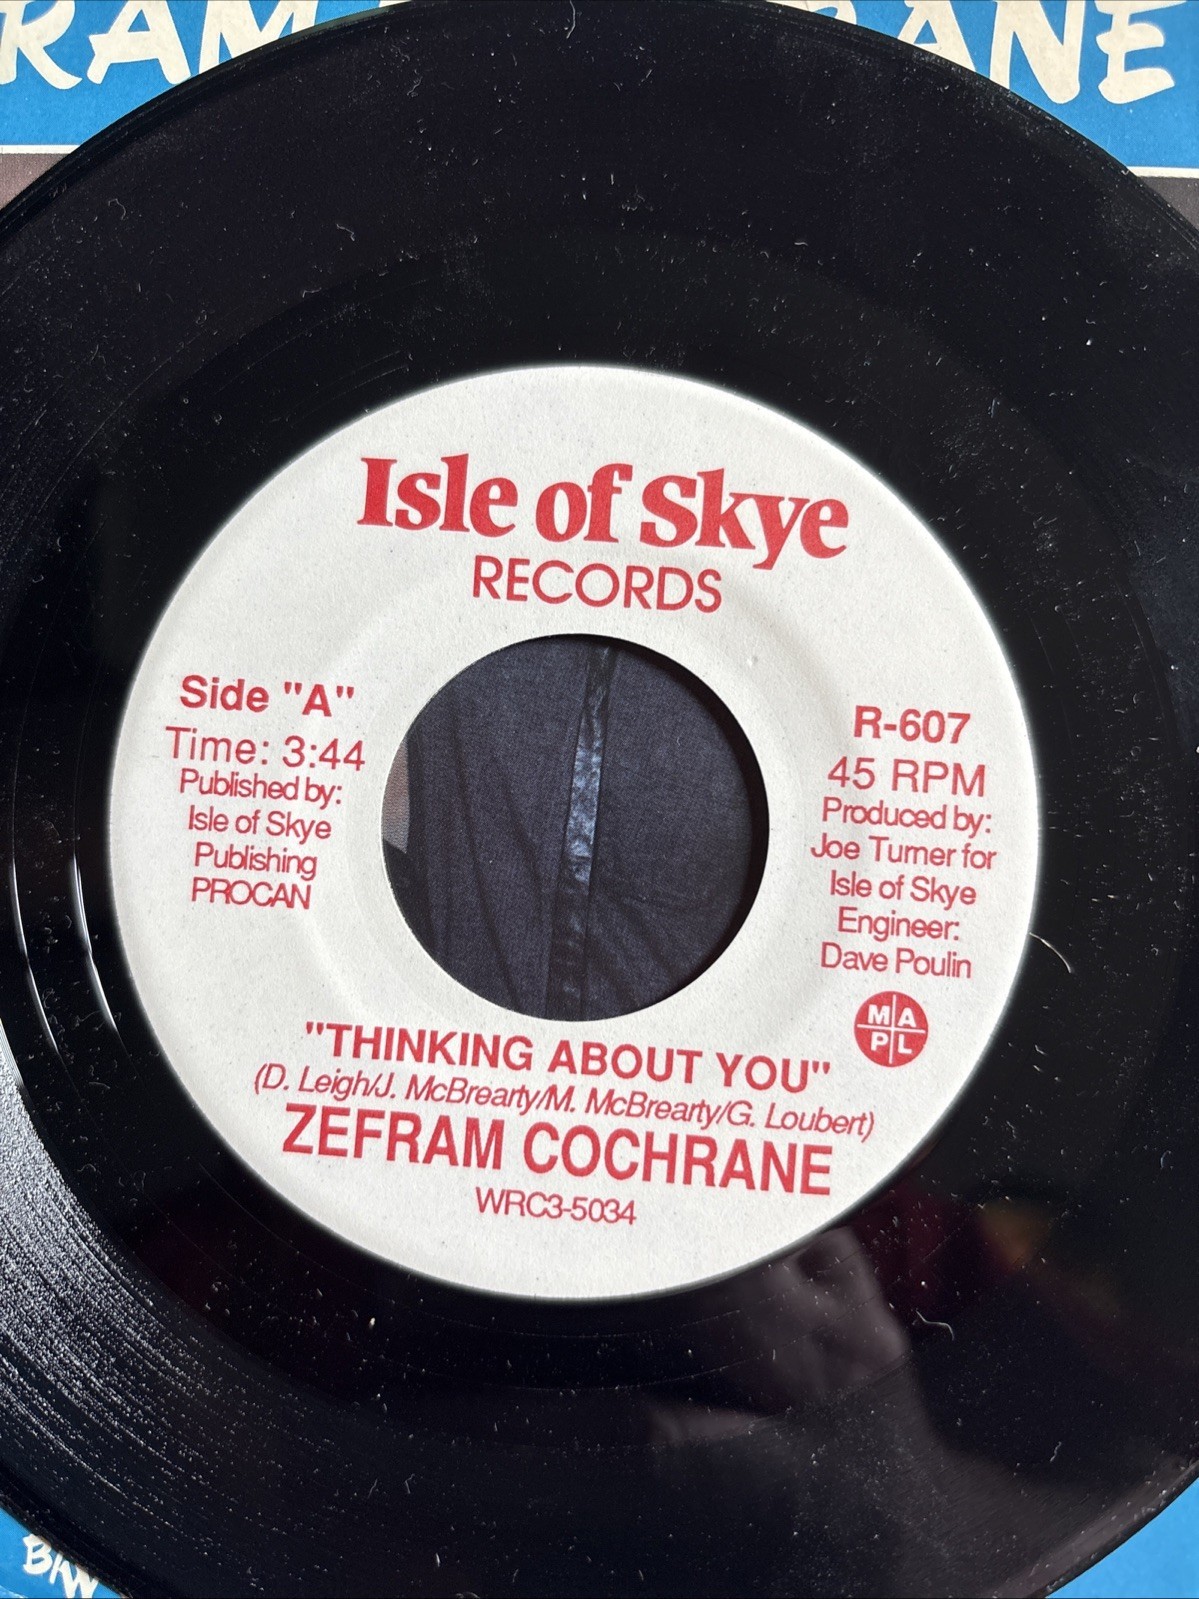 RAM
RANE
Isle of Skye
RECORDS
Side "A"
Time: 3:44
Published by:
Isle of Skye
Publishing
PROCAN
R-607
45 RPM
Produced by:
Joe Turner for
Isle of Skye
Engineer:
Dave Poulin
M A
P L
"THINKING ABOUT YOU"
(D. Leigh/J. McBrearty/M. McBrearty/G. Loubert)
ZEFRAM COCHRANE
WRC3-5034